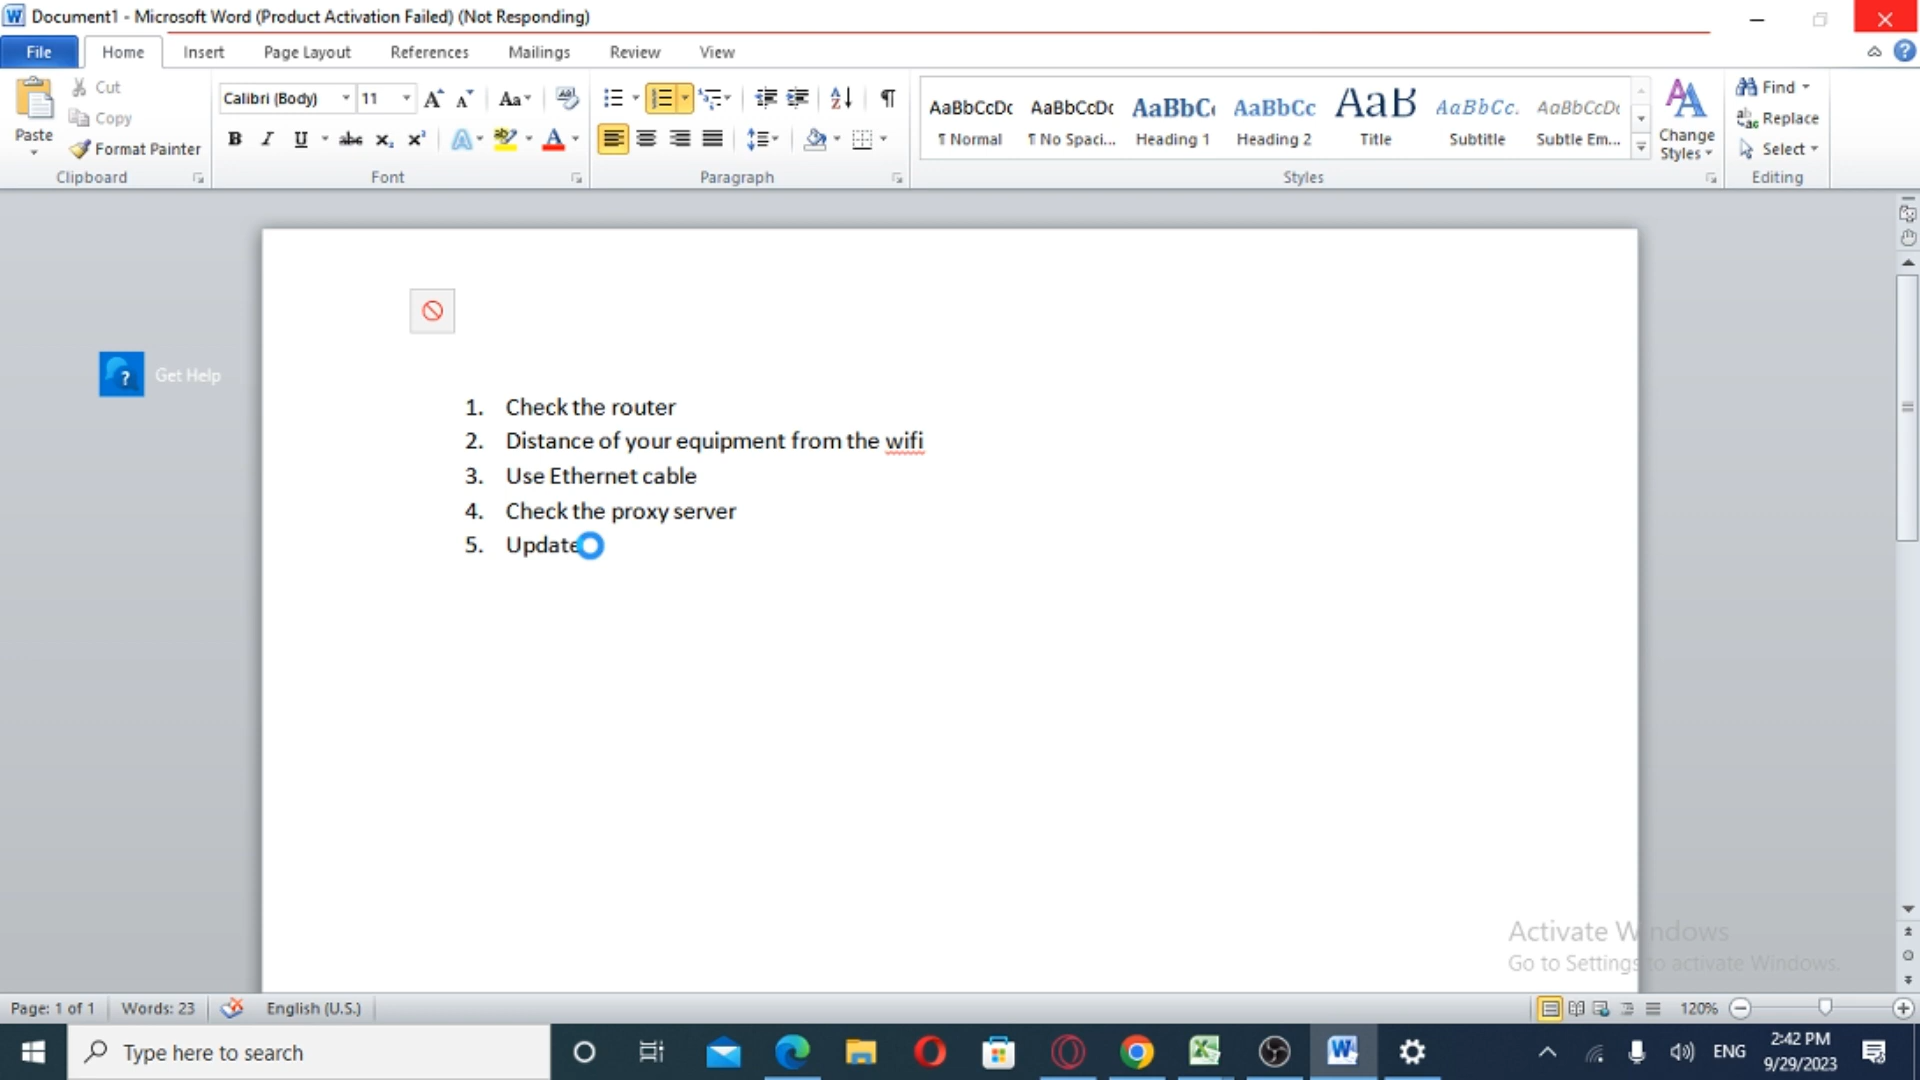 Document1 - Microsoft Word (Product Activation Failed) (Not Responding)
File Home Insert Page Layout References Mailings Review View
Paste
Cut
Copy
Format Painter
Clipboard
Calibri (Body) 11
Font
Paragraph
AaBbCcDc AaBbCcDc AaBbC AaBbCc AaB AaBbCc. AaBbCcDc
¶ Normal ¶ No Spaci... Heading 1 Heading 2 Title Subtitle Subtle Em...
Change
Styles
Styles
Find
Replace
Select
Editing
Get Help
1. Check the router
2. Distance of your equipment from the wifi
3. Use Ethernet cable
4. Check the proxy server
5. Update
Activate Windows
Go to Settings to activate Windows.
Page: 1 of 1 Words: 23 English (U.S.) 120%
Type here to search
ENG
2:42 PM
9/29/2023